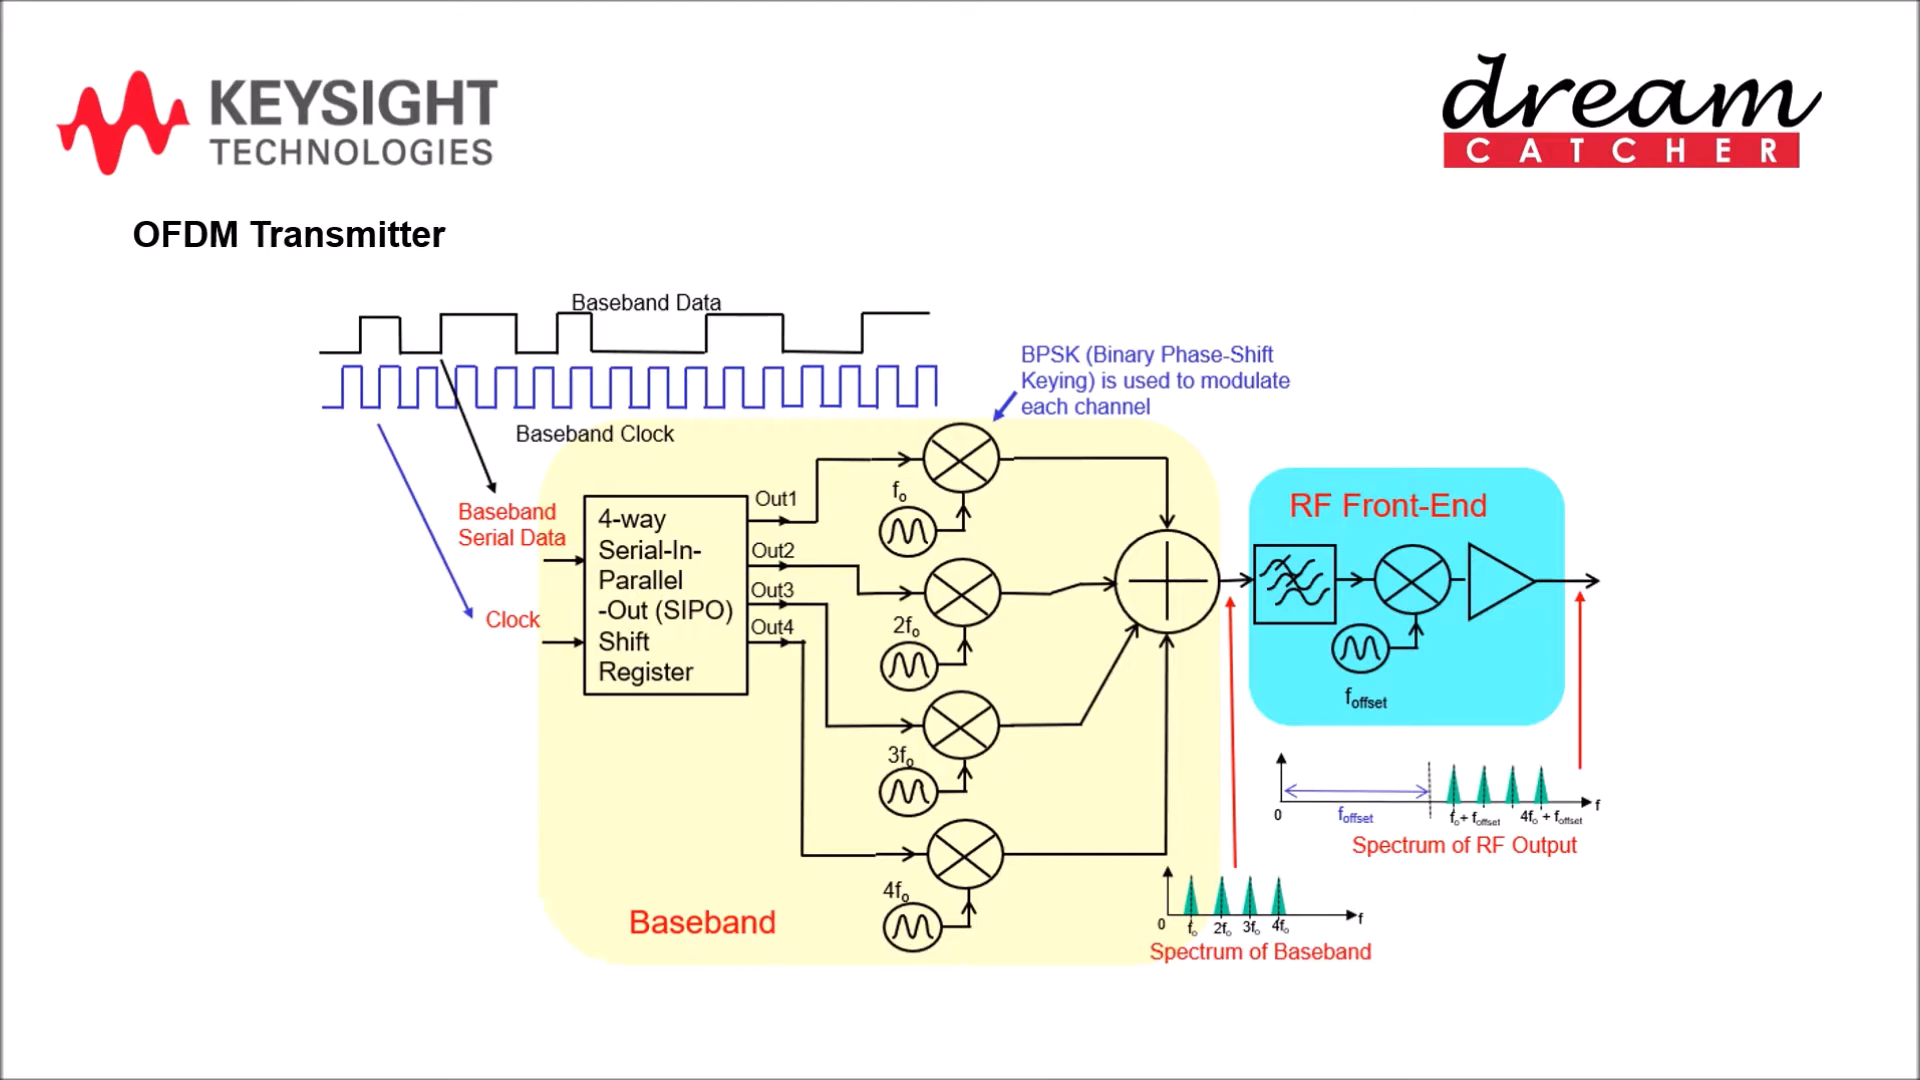 KEYSIGHT
TECHNOLOGIES
dream
CATCHER
OFDM Transmitter
Baseband Data
Baseband Clock
BPSK (Binary Phase-Shift
Keying) is used to modulate
each channel
Baseband
Serial Data
Clock
4-way
Serial-In-
Parallel
-Out (SIPO)
Shift
Register
Out1
Out2
Out3
Out4
fo
2fo
3fo
4fo
Baseband
RF Front-End
foffset
0
foffset
fo+ foffset
4fo + foffset
f
Spectrum of RF Output
0
fo
2fo
3fo
4fo
f
Spectrum of Baseband